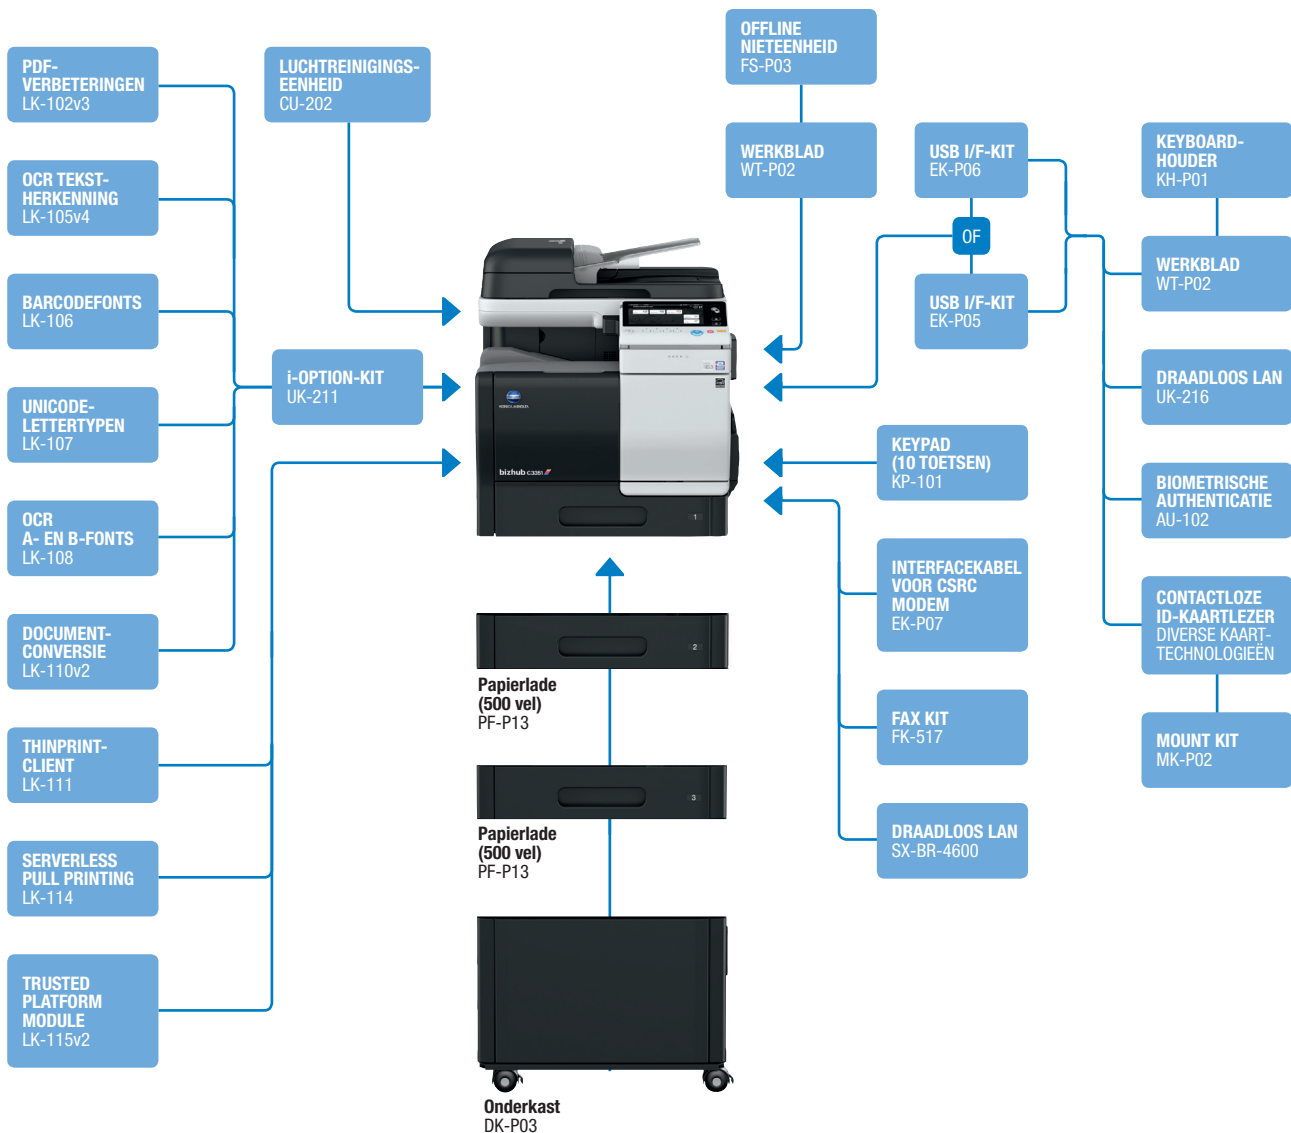 PDF-
VERBETERINGEN
LK-102v3
OCR TEKST-
HERKENNING
LK-105v4
BARCODEFONTS
LK-106
UNICODE-
LETTERTYPEN
LK-107
OCR
A- EN B-FONTS
LK-108
DOCUMENT-
CONVERSIE
LK-110v2
THINPRINT-
CLIENT
LK-111
SERVERLESS
PULL PRINTING
LK-114
TRUSTED
PLATFORM
MODULE
LK-115v2
LUCHTREINIGINGS-
EENHEID
CU-202
i-OPTION-KIT
UK-211
OFFLINE
NIETEENHEID
FS-P03
WERKBLAD
WT-P02
KONICA MINOLTA
bizhub C3351
1
2
Papierlade
(500 vel)
PF-P13
3
Papierlade
(500 vel)
PF-P13
Onderkast
DK-P03
USB I/F-KIT
EK-P06
OF
USB I/F-KIT
EK-P05
KEYPAD
(10 TOETSEN)
KP-101
INTERFACEKABEL
VOOR CSRC
MODEM
EK-P07
FAX KIT
FK-517
DRAADLOOS LAN
SX-BR-4600
KEYBOARD-
HOUDER
KH-P01
WERKBLAD
WT-P02
DRAADLOOS LAN
UK-216
BIOMETRISCHE
AUTHENTICATIE
AU-102
CONTACTLOZE
ID-KAARTLEZER
DIVERSE KAART-
TECHNOLOGIEËN
MOUNT KIT
MK-P02